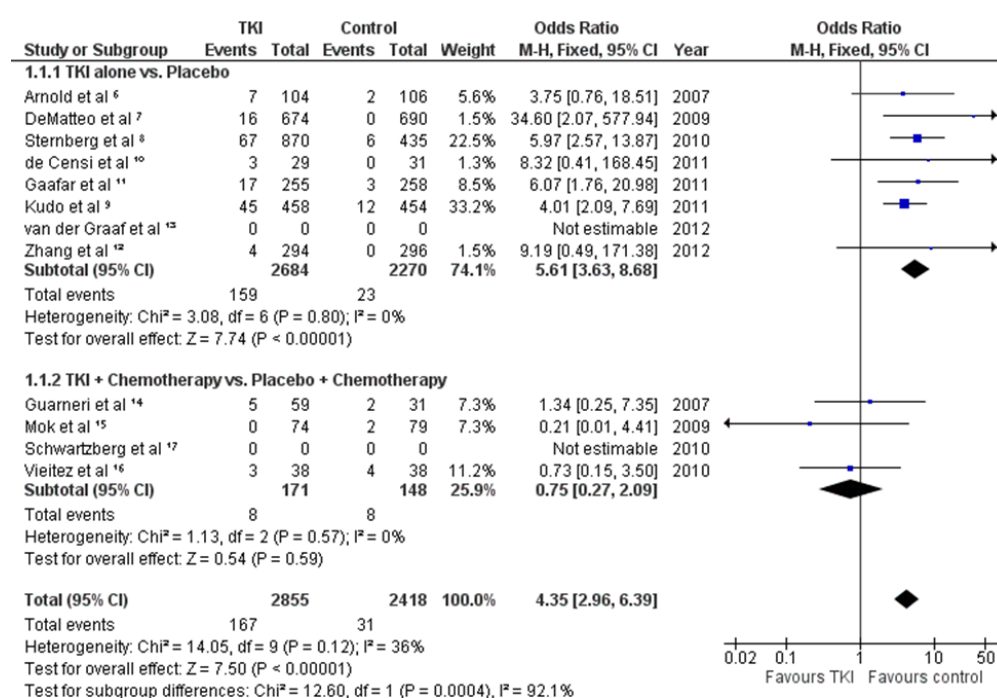 TKI Control Odds Ratio Odds Ratio
Study or Subgroup Events Total Events Total Weight M-H, Fixed, 95% CI Year M-H, Fixed, 95% CI
1.1.1 TKI alone vs. Placebo
Arnold et al ⁶ 7 104 2 106 5.6% 3.75 [0.76, 18.51] 2007
DeMatteo et al ⁷ 16 674 0 690 1.5% 34.60 [2.07, 577.94] 2009
Sternberg et al ⁸ 67 870 6 435 22.5% 5.97 [2.57, 13.87] 2010
de Censi et al ¹⁰ 3 29 0 31 1.3% 8.32 [0.41, 168.45] 2011
Gaafar et al ¹¹ 17 255 3 258 8.5% 6.07 [1.76, 20.98] 2011
Kudo et al ⁹ 45 458 12 454 33.2% 4.01 [2.09, 7.69] 2011
van der Graaf et al ¹³ 0 0 0 0 Not estimable 2012
Zhang et al ¹² 4 294 0 296 1.5% 9.19 [0.49, 171.38] 2012
Subtotal (95% CI) 2684 2270 74.1% 5.61 [3.63, 8.68]
Total events 159 23
Heterogeneity: Chi² = 3.08, df = 6 (P = 0.80); I² = 0%
Test for overall effect: Z = 7.74 (P < 0.00001)
1.1.2 TKI + Chemotherapy vs. Placebo + Chemotherapy
Guarneri et al ¹⁴ 5 59 2 31 7.3% 1.34 [0.25, 7.35] 2007
Mok et al ¹⁵ 0 74 2 79 7.3% 0.21 [0.01, 4.41] 2009
Schwartzberg et al ¹⁷ 0 0 0 0 Not estimable 2010
Vieitez et al ¹⁶ 3 38 4 38 11.2% 0.73 [0.15, 3.50] 2010
Subtotal (95% CI) 171 148 25.9% 0.75 [0.27, 2.09]
Total events 8 8
Heterogeneity: Chi² = 1.13, df = 2 (P = 0.57); I² = 0%
Test for overall effect: Z = 0.54 (P = 0.59)
Total (95% CI) 2855 2418 100.0% 4.35 [2.96, 6.39]
Total events 167 31
Heterogeneity: Chi² = 14.05, df = 9 (P = 0.12); I² = 36%
Test for overall effect: Z = 7.50 (P < 0.00001)
Test for subgroup differences: Chi² = 12.60, df = 1 (P = 0.0004), I² = 92.1%
0.02 0.1 1 10 50
Favours TKI Favours control